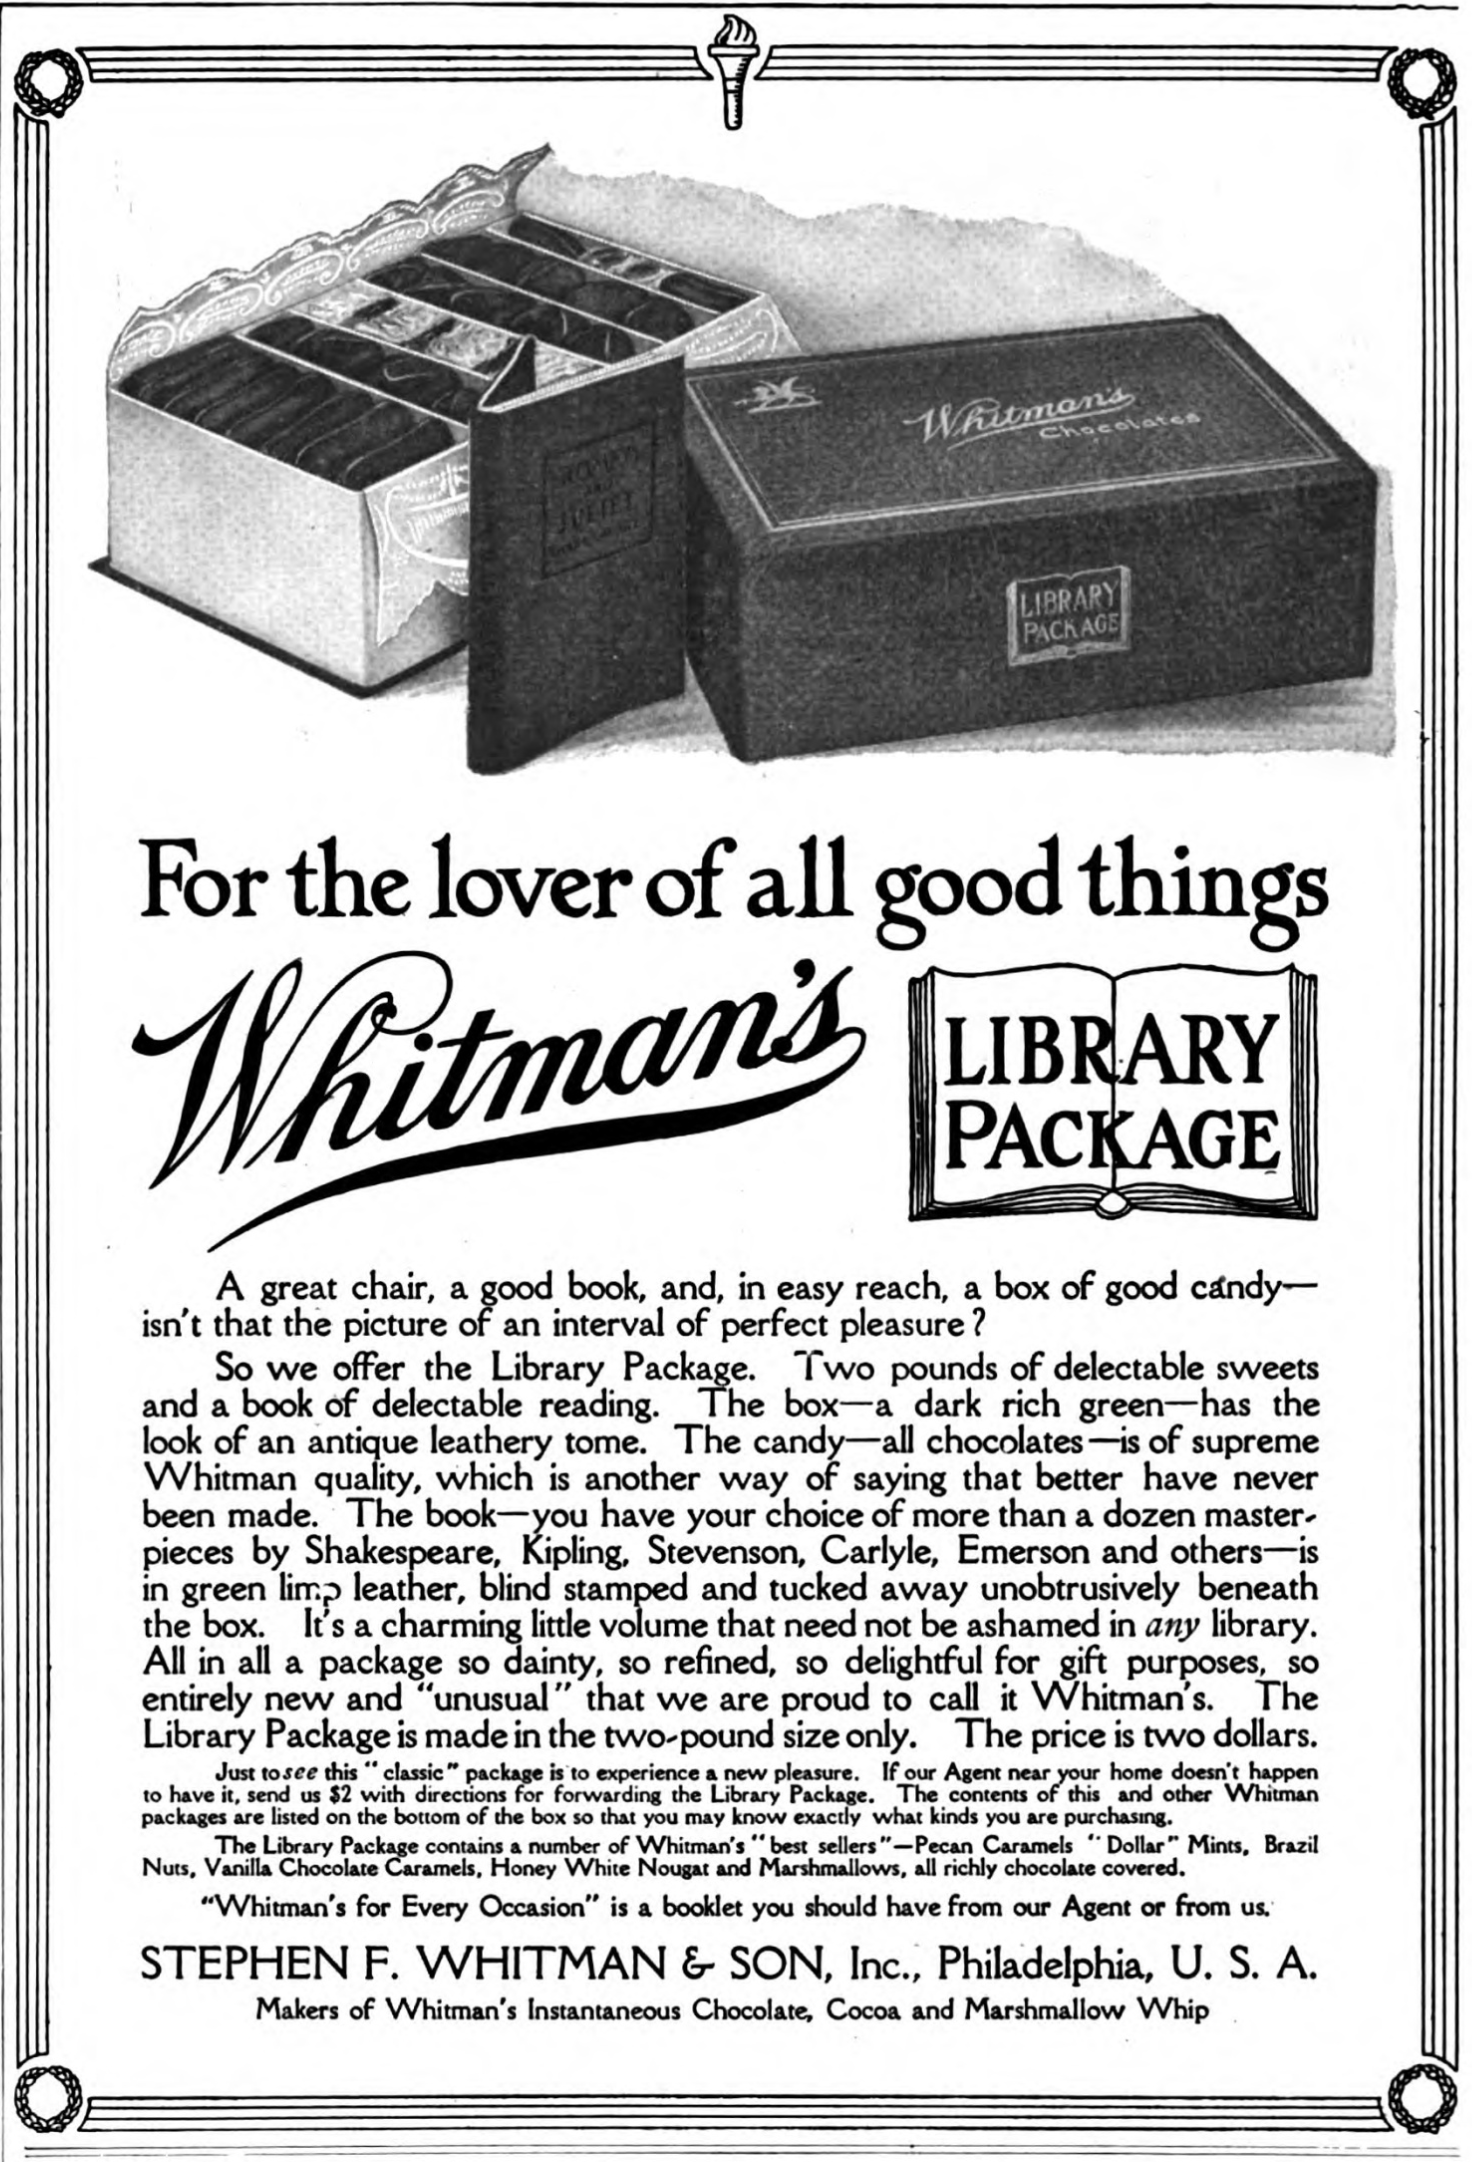 Whitman's
Chocolates
ROMEO
AND
JULIET
LIBRARY
PACKAGE
For the lover of all good things
Whitman's
LIBRARY
PACKAGE
A great chair, a good book, and, in easy reach, a box of good candy—
isn't that the picture of an interval of perfect pleasure?
So we offer the Library Package. Two pounds of delectable sweets
and a book of delectable reading. The box—a dark rich green—has the
look of an antique leathery tome. The candy—all chocolates—is of supreme
Whitman quality, which is another way of saying that better have never
been made. The book—you have your choice of more than a dozen master-
pieces by Shakespeare, Kipling, Stevenson, Carlyle, Emerson and others—is
in green limp leather, blind stamped and tucked away unobtrusively beneath
the box. It's a charming little volume that need not be ashamed in any library.
All in all a package so dainty, so refined, so delightful for gift purposes, so
entirely new and "unusual" that we are proud to call it Whitman's. The
Library Package is made in the two-pound size only. The price is two dollars.
Just to see this "classic" package is to experience a new pleasure. If our Agent near your home doesn't happen
to have it, send us $2 with directions for forwarding the Library Package. The contents of this and other Whitman
packages are listed on the bottom of the box so that you may know exactly what kinds you are purchasing.
The Library Package contains a number of Whitman's "best sellers"—Pecan Caramels "Dollar" Mints, Brazil
Nuts, Vanilla Chocolate Caramels, Honey White Nougat and Marshmallows, all richly chocolate covered.
"Whitman's for Every Occasion" is a booklet you should have from our Agent or from us.
STEPHEN F. WHITMAN & SON, Inc., Philadelphia, U. S. A.
Makers of Whitman's Instantaneous Chocolate, Cocoa and Marshmallow Whip